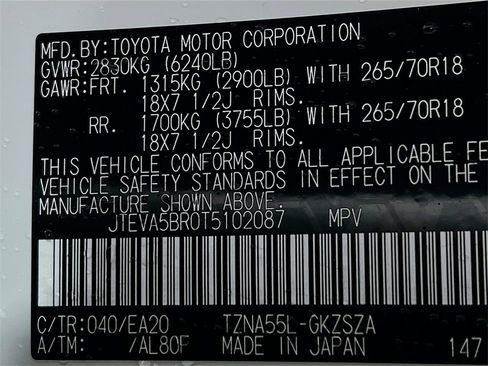 MFD.BY:TOYOTA MOTOR CORPORATION
GVWR:2830KG (6240LB)
GAWR:FRT. 1315KG (2900LB) WITH 265/70R18
18X7 1/2J RIMS.
RR. 1700KG (3755LB) WITH 265/70R18
18X7 1/2J RIMS.
THIS VEHICLE CONFORMS TO ALL APPLICABLE FE
VEHICLE SAFETY STANDARDS IN EFFECT ON THE
MANUFACTURE SHOWN ABOVE.
JTEVA5BR0T5102087 MPV
C/TR:040/EA20 TZNA55L-GKZSZA
A/TM: /AL80F MADE IN JAPAN 147